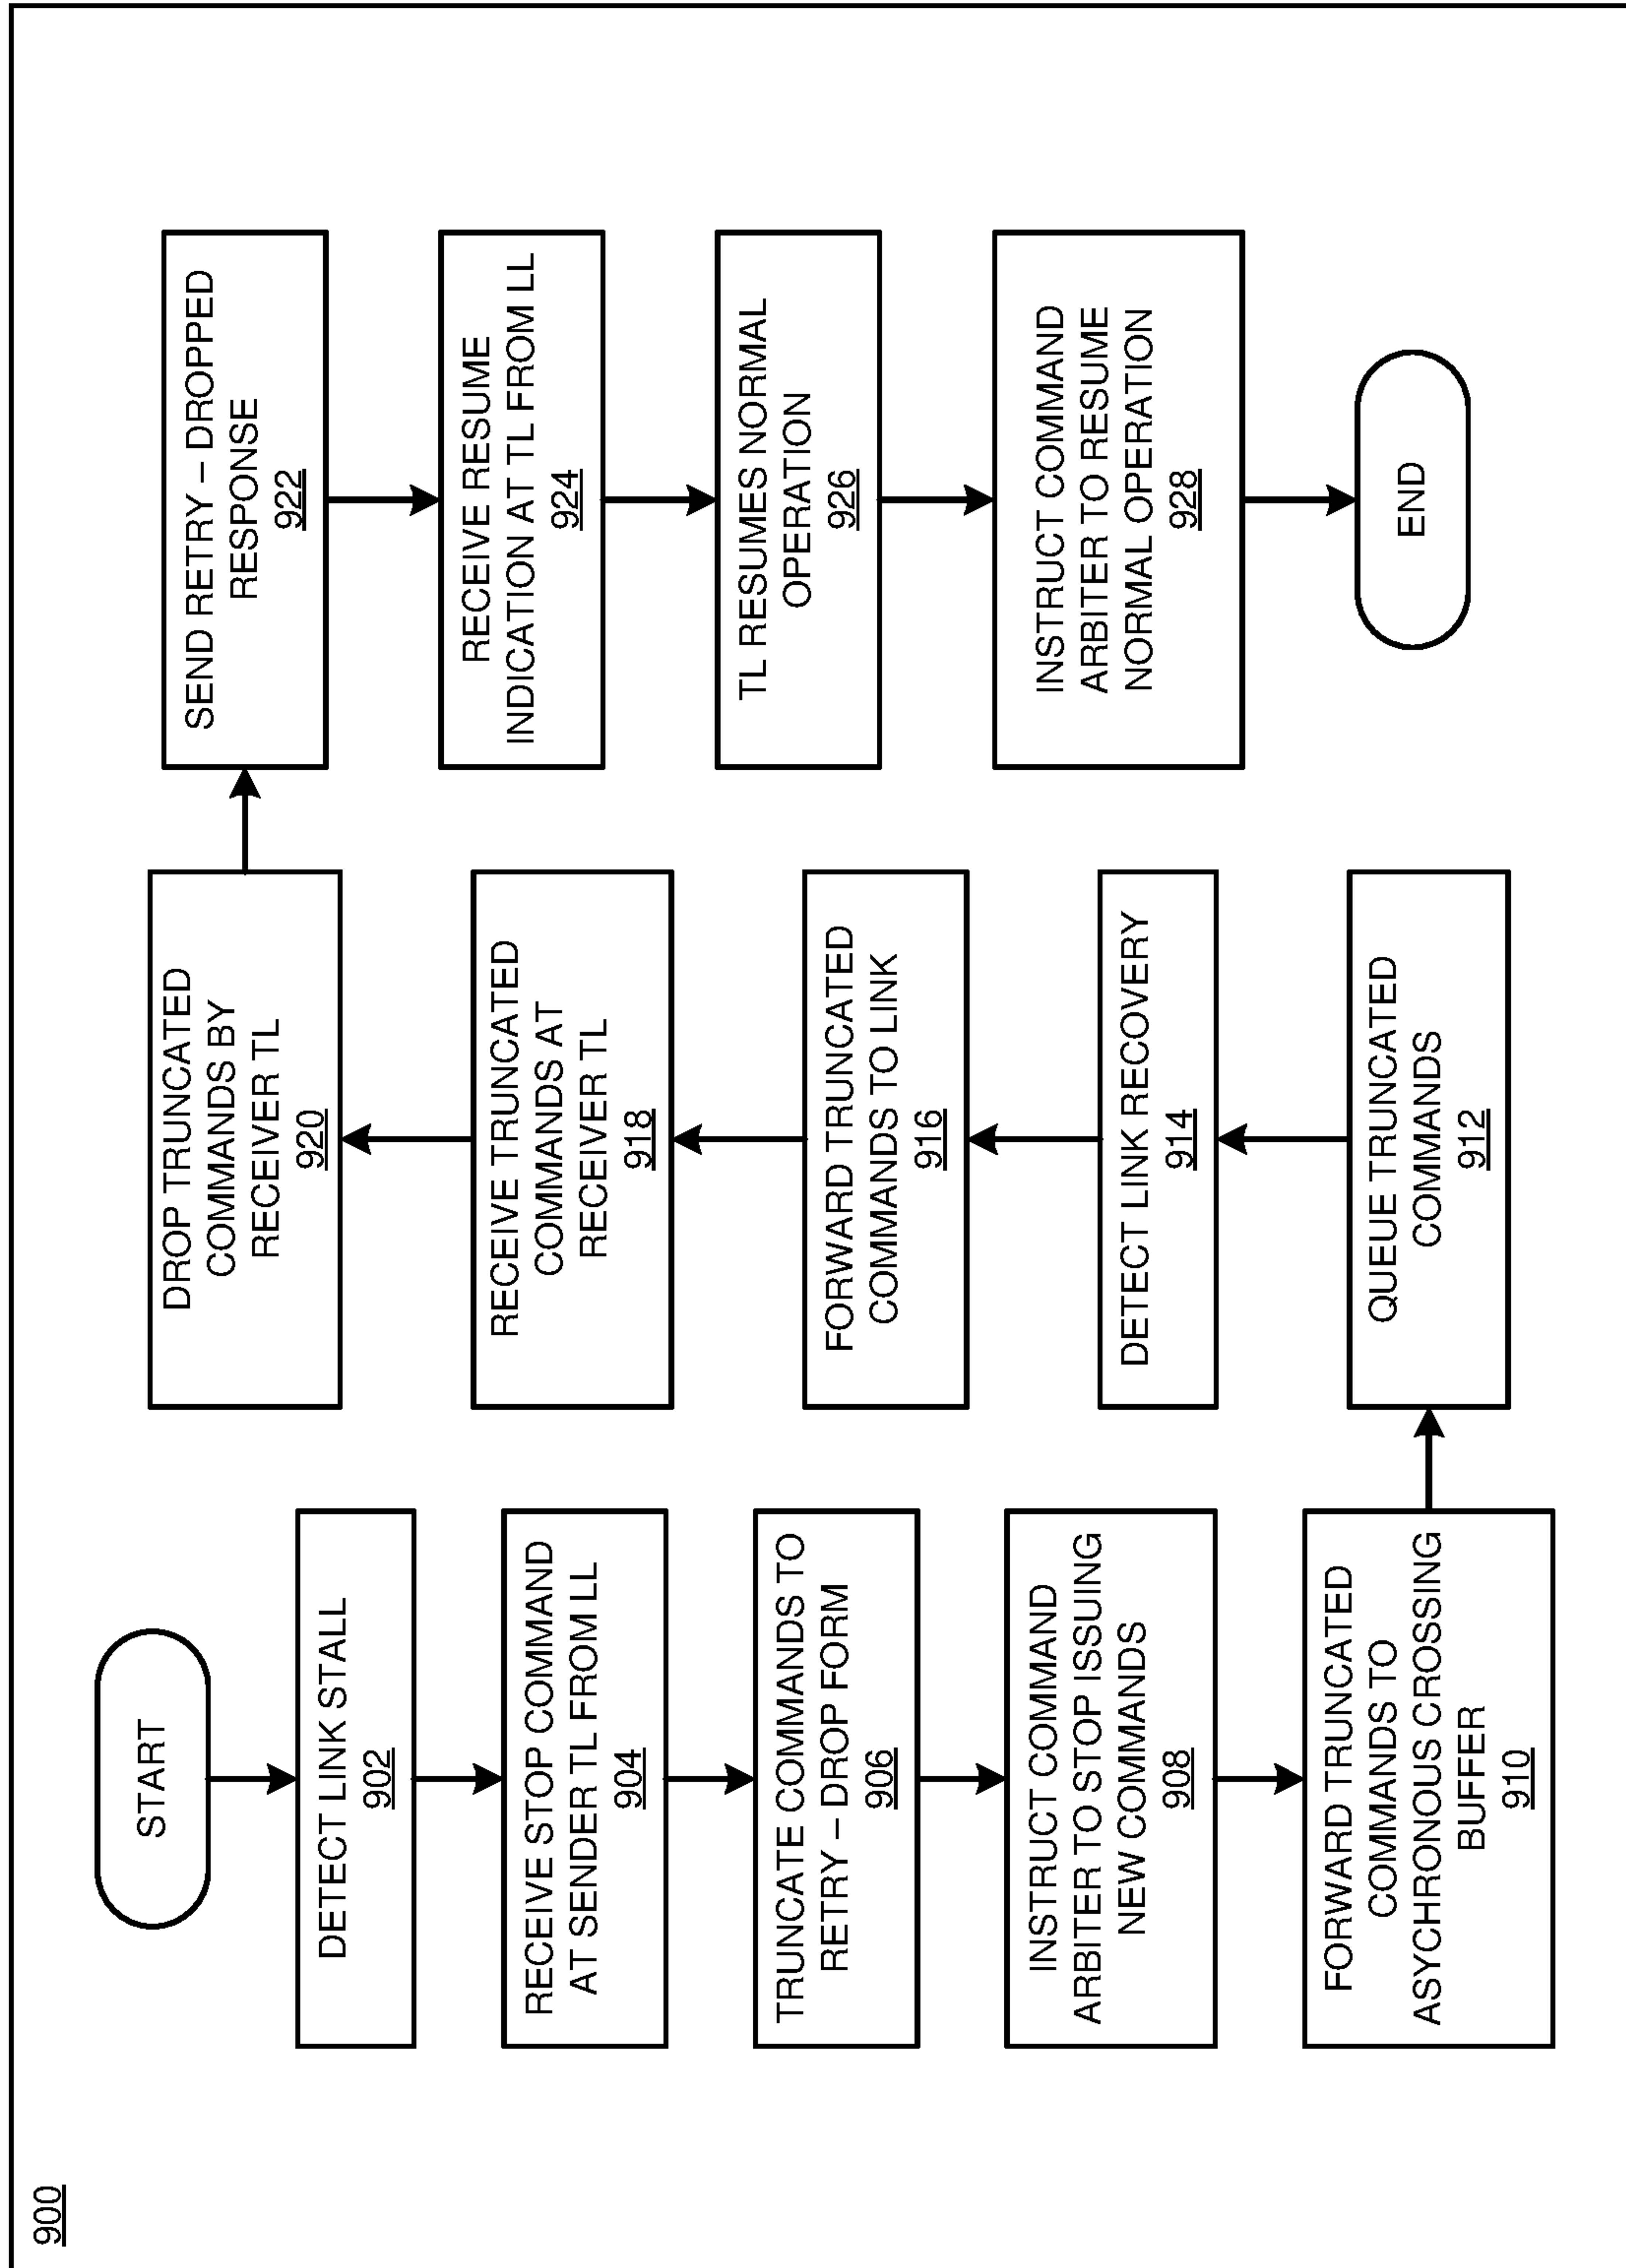 900
START
DETECT LINK STALL
902
RECEIVE STOP COMMAND
AT SENDER TL FROM LL
904
TRUNCATE COMMANDS TO
RETRY – DROP FORM
906
INSTRUCT COMMAND
ARBITER TO STOP ISSUING
NEW COMMANDS
908
FORWARD TRUNCATED
COMMANDS TO
ASYCHRONOUS CROSSING
BUFFER
910
QUEUE TRUNCATED
COMMANDS
912
DETECT LINK RECOVERY
914
FORWARD TRUNCATED
COMMANDS TO LINK
916
RECEIVE TRUNCATED
COMMANDS AT
RECEIVER TL
918
DROP TRUNCATED
COMMANDS BY
RECEIVER TL
920
SEND RETRY – DROPPED
RESPONSE
922
RECEIVE RESUME
INDICATION AT TL FROM LL
924
TL RESUMES NORMAL
OPERATION
926
INSTRUCT COMMAND
ARBITER TO RESUME
NORMAL OPERATION
928
END